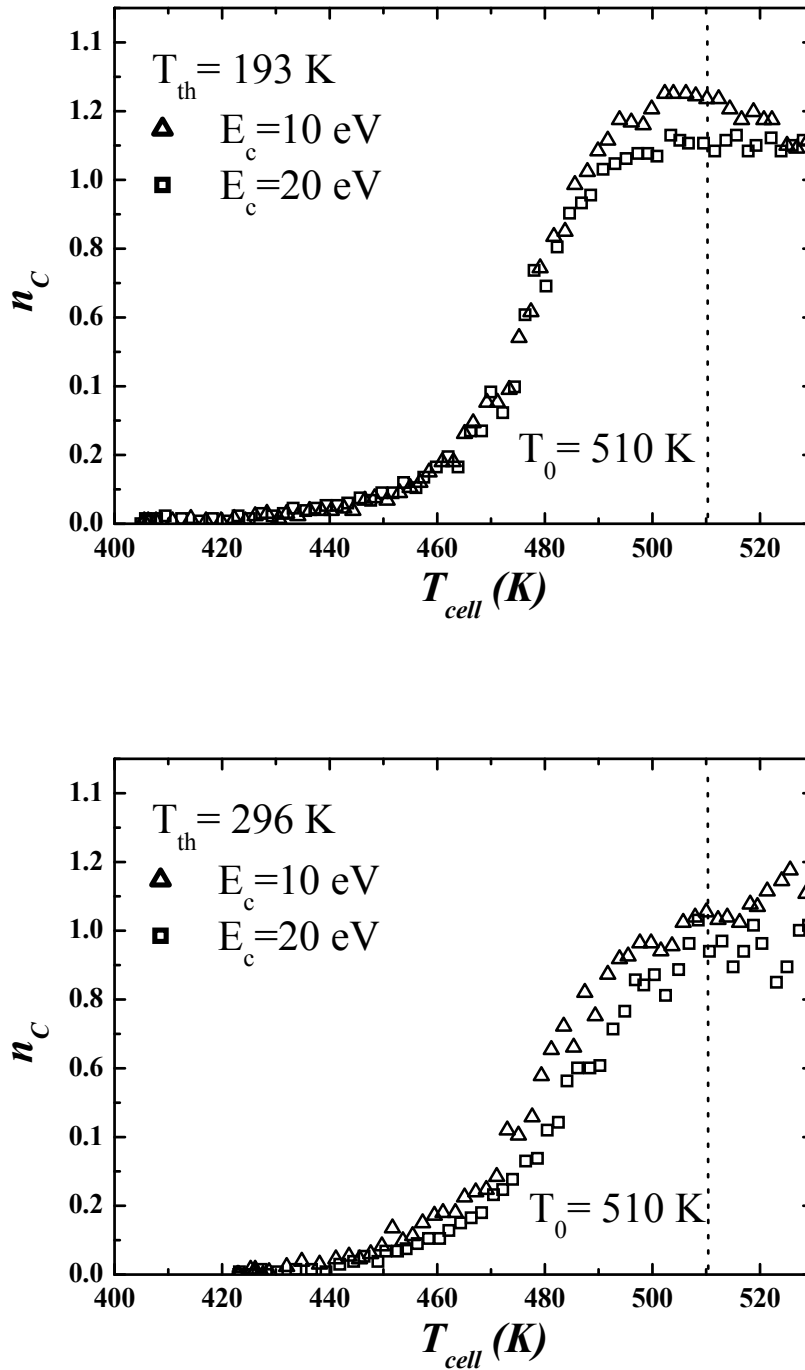 1.1
T_th = 193 K
1.2
E_c=10 eV
1.0
E_c=20 eV
0.8
n_C
0.6
0.1
T_0= 510 K
0.2
0.0
400 420 440 460 480 500 520
T_cell (K)
1.1
T_th = 296 K
1.2
E_c=10 eV
1.0
E_c=20 eV
0.8
n_C
0.6
0.1
T_0= 510 K
0.2
0.0
400 420 440 460 480 500 520
T_cell (K)